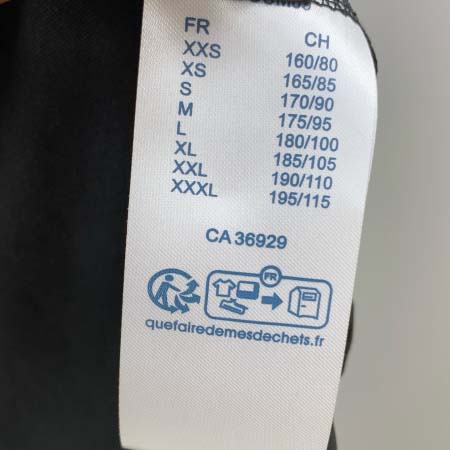 FR CH
XXS 160/80
XS 165/85
S 170/90
M 175/95
L 180/100
XL 185/105
XXL 190/110
XXXL 195/115
CA 36929
FR
quefairedemesdechets.fr